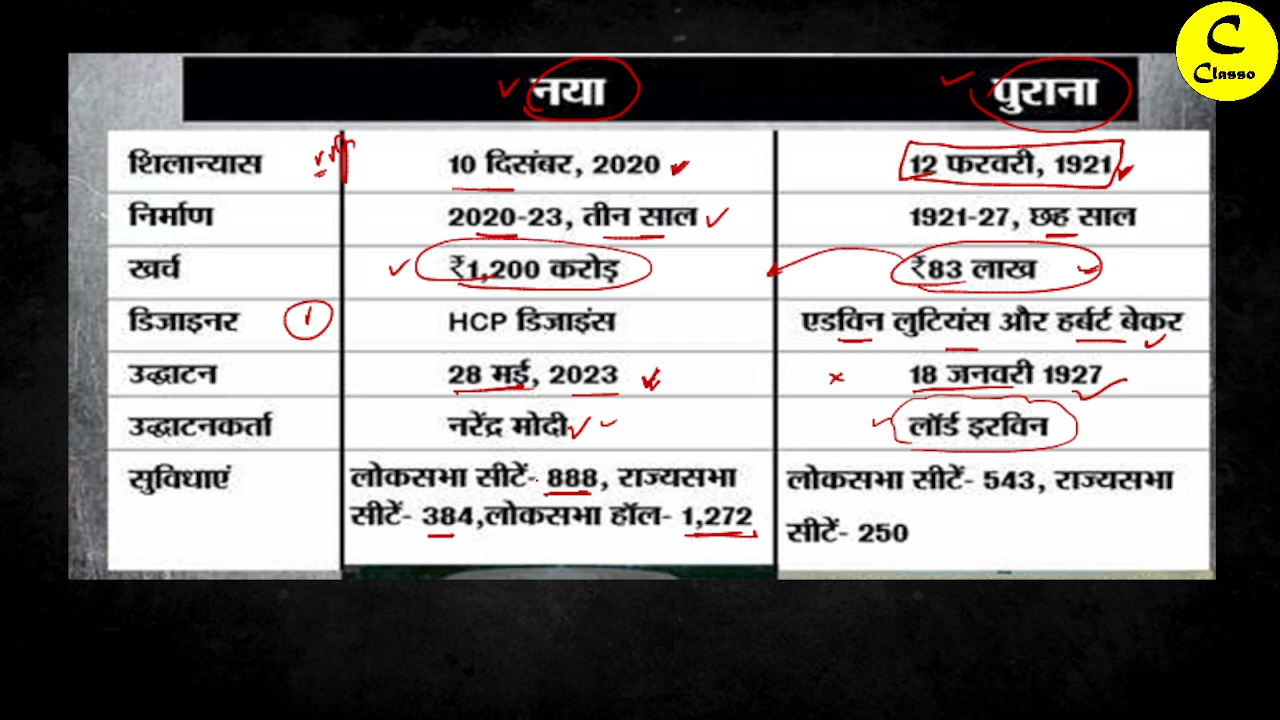 C
Classo
नया पुराना
शिलान्यास 10 दिसंबर, 2020 12 फरवरी, 1921
निर्माण 2020-23, तीन साल 1921-27, छह साल
खर्च ₹1,200 करोड़ ₹83 लाख
डिजाइनर HCP डिजाइंस एडविन लुटियंस और हर्बर्ट बेकर
उद्घाटन 28 मई, 2023 18 जनवरी 1927
उद्घाटनकर्ता नरेंद्र मोदी लॉर्ड इरविन
सुविधाएं लोकसभा सीटें- 888, राज्यसभा लोकसभा सीटें- 543, राज्यसभा
सीटें- 384,लोकसभा हॉल- 1,272 सीटें- 250